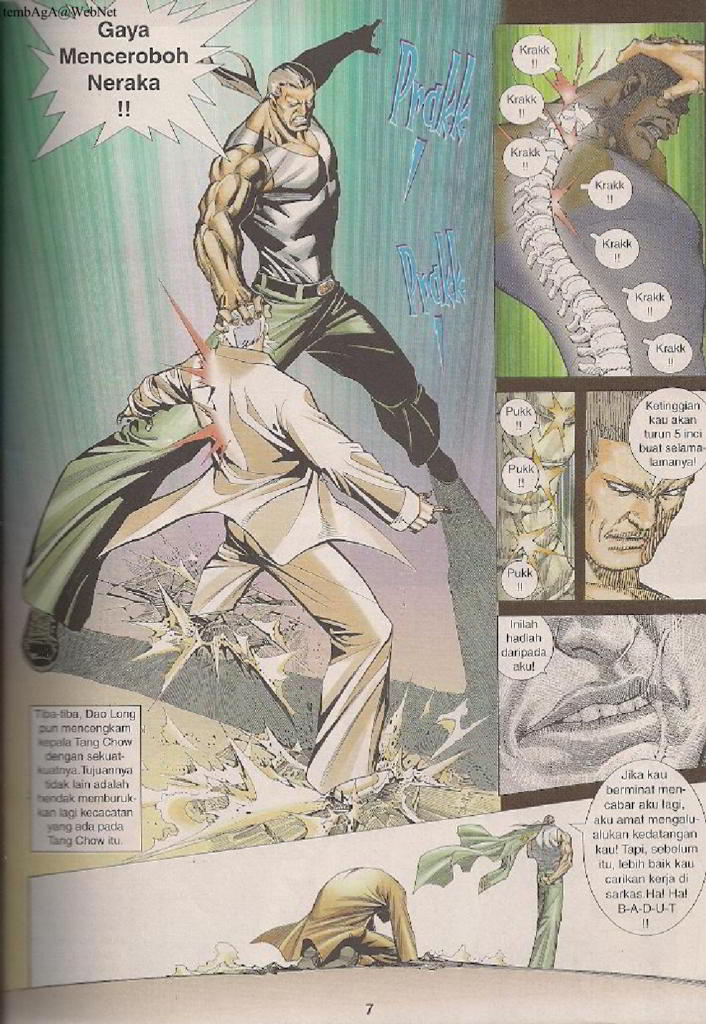 tembAgA@WebNet
Gaya
Menceroboh
Neraka
!!
Prakk
!
Prakk
!
Krakk
!!
Krakk
!!
Krakk
!!
Krakk
!!
Krakk
!!
Krakk
!!
Krakk
!!
Pukk
!!
Pukk
!!
Pukk
!!
Ketinggian
kau akan
turun 5 inci
buat selama-
lamanya!
Inilah
hadiah
daripada
aku!
Tiba-tiba, Dao Long
pun mencengkam
kepala Tang Chow
dengan sekuat-
kuatnya.Tujuannya
tidak lain adalah
hendak memburuk-
kan lagi kecacatan
yang ada pada
Tang Chow itu.
Jika kau
berminat men-
cabar aku lagi,
aku amat mengalu-
alukan kedatangan
kau! Tapi, sebelum
itu, lebih baik kau
carikan kerja di
sarkas.Ha! Ha!
B-A-D-U-T
!!
7